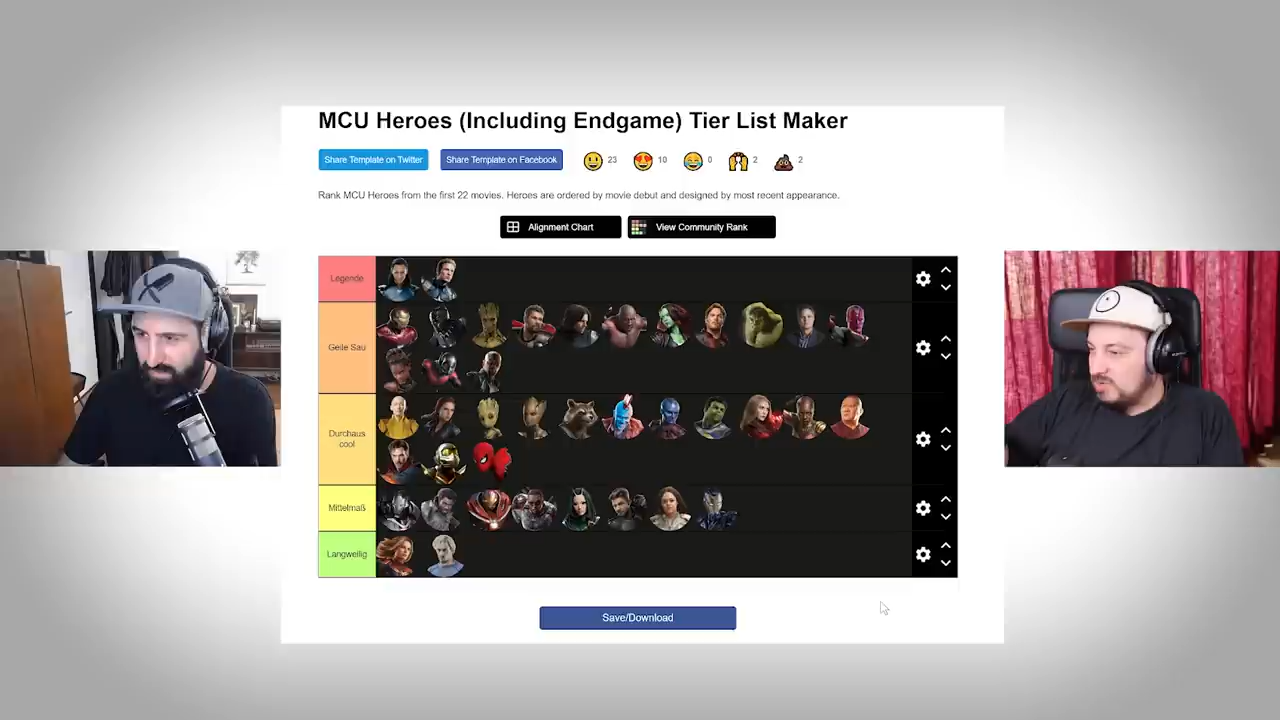 MCU Heroes (Including Endgame) Tier List Maker
Share Template on Twitter
Share Template on Facebook
23
10
0
2
2
Rank MCU Heroes from the first 22 movies. Heroes are ordered by movie debut and designed by most recent appearance.
Alignment Chart
View Community Rank
Legende
Geile Sau
Durchaus
cool
Mittelmaß
Langweilig
Save/Download